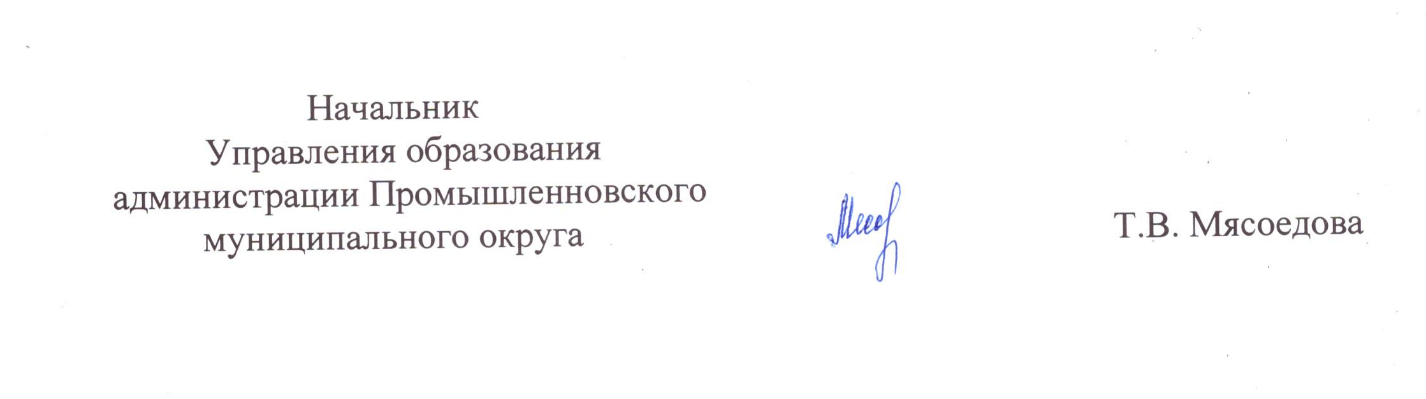 Начальник
Управления образования
администрации Промышленновского
муниципального округа
Т.В. Мясоедова